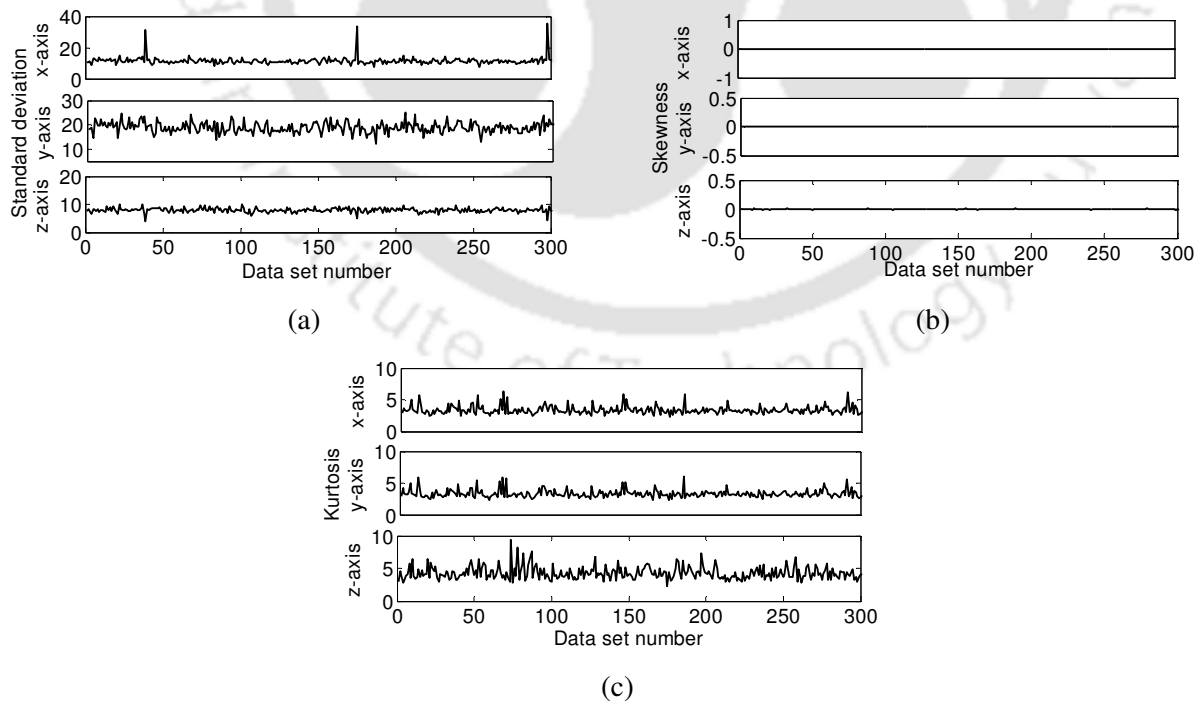 Standard deviation
x-axis
40
20
0
y-axis
30
20
10
z-axis
20
10
0
0 50 100 150 200 250 300
Data set number
(a)
Skewness
x-axis
1
0
-1
y-axis
0.5
0
-0.5
z-axis
0.5
0
-0.5
0 50 100 150 200 250 300
Data set number
(b)
Kurtosis
x-axis
10
5
0
y-axis
10
5
0
z-axis
10
5
0
0 50 100 150 200 250 300
Data set number
(c)
itute of Technology